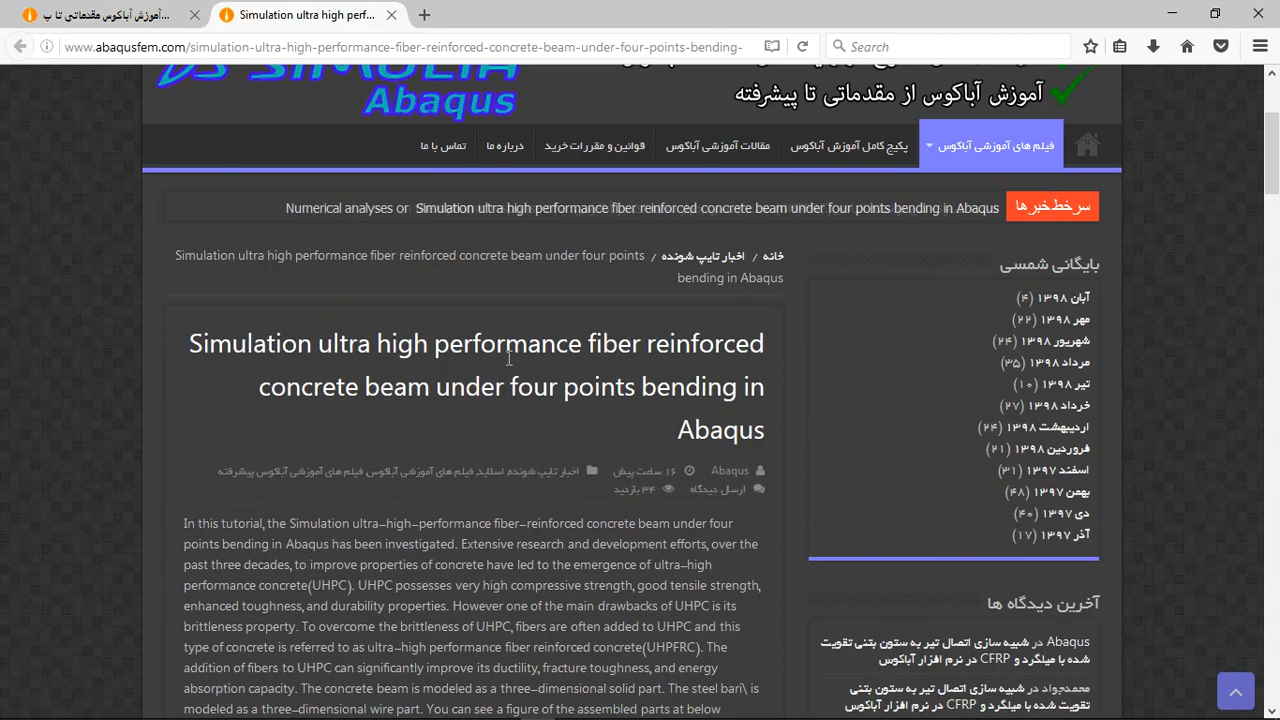 آموزش آباکوس مقدماتی تا پ...
Simulation ultra high perf...
www.abaqusfem.com/simulation-ultra-high-performance-fiber-reinforced-concrete-beam-under-four-points-bending-
Search
SIMULIA
Abaqus
آموزش آباکوس از مقدماتی تا پیشرفته
فیلم های آموزشی آباکوس
پکیج کامل آموزش آباکوس
مقالات آموزشی آباکوس
قوانین و مقررات خرید
درباره ما
تماس با ما
سرخط خبرها
Simulation ultra high performance fiber reinforced concrete beam under four points bending in Abaqus
Numerical analyses or
خانه / اخبار تایپ شونده / Simulation ultra high performance fiber reinforced concrete beam under four points
bending in Abaqus
Simulation ultra high performance fiber reinforced
concrete beam under four points bending in
Abaqus
Abaqus ۱۶ ساعت پیش اخبار تایپ شونده, اسلاید, فیلم های آموزشی آباکوس, فیلم های آموزشی آباکوس پیشرفته
ارسال دیدگاه ۳۴ بازدید
In this tutorial, the Simulation ultra-high-performance fiber-reinforced concrete beam under four
points bending in Abaqus has been investigated. Extensive research and development efforts, over the
past three decades, to improve properties of concrete have led to the emergence of ultra-high
performance concrete(UHPC). UHPC possesses very high compressive strength, good tensile strength,
enhanced toughness, and durability properties. However one of the main drawbacks of UHPC is its
brittleness property. To overcome the brittleness of UHPC, fibers are often added to UHPC and this
type of concrete is referred to as ultra-high performance fiber reinforced concrete(UHPFRC). The
addition of fibers to UHPC can significantly improve its ductility, fracture toughness, and energy
absorption capacity. The concrete beam is modeled as a three-dimensional solid part. The steel bari\ is
modeled as a three-dimensional wire part. You can see a figure of the assembled parts at below
بایگانی شمسی
آبان ۱۳۹۸ (۴)
مهر ۱۳۹۸ (۲۲)
شهریور ۱۳۹۸ (۲۴)
مرداد ۱۳۹۸ (۳۵)
تیر ۱۳۹۸ (۱۰)
خرداد ۱۳۹۸ (۲۷)
اردیبهشت ۱۳۹۸ (۲۴)
فروردین ۱۳۹۸ (۲۱)
اسفند ۱۳۹۷ (۳۱)
بهمن ۱۳۹۷ (۴۸)
دی ۱۳۹۷ (۴۰)
آذر ۱۳۹۷ (۱۷)
آخرین دیدگاه ها
Abaqus در شبیه سازی اتصال تیر به ستون بتنی تقویت
شده با میلگرد و CFRP در نرم افزار آباکوس
محمدجواد در شبیه سازی اتصال تیر به ستون بتنی
تقویت شده با میلگرد و CFRP در نرم افزار آباکوس